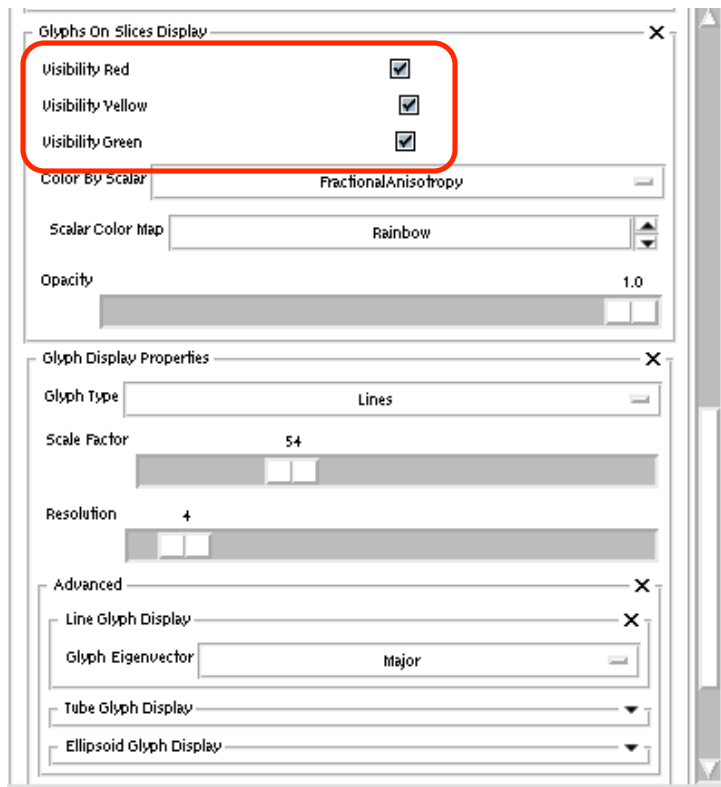 Glyphs On Slices Display
Visibility Red
Visibility Yellow
Visibility Green
Color By Scalar FractionalAnisotropy
Scalar Color Map Rainbow
Opacity 1.0
Glyph Display Properties
Glyph Type Lines
Scale Factor 54
Resolution 4
Advanced
Line Glyph Display
Glyph Eigenvector Major
Tube Glyph Display
Ellipsoid Glyph Display